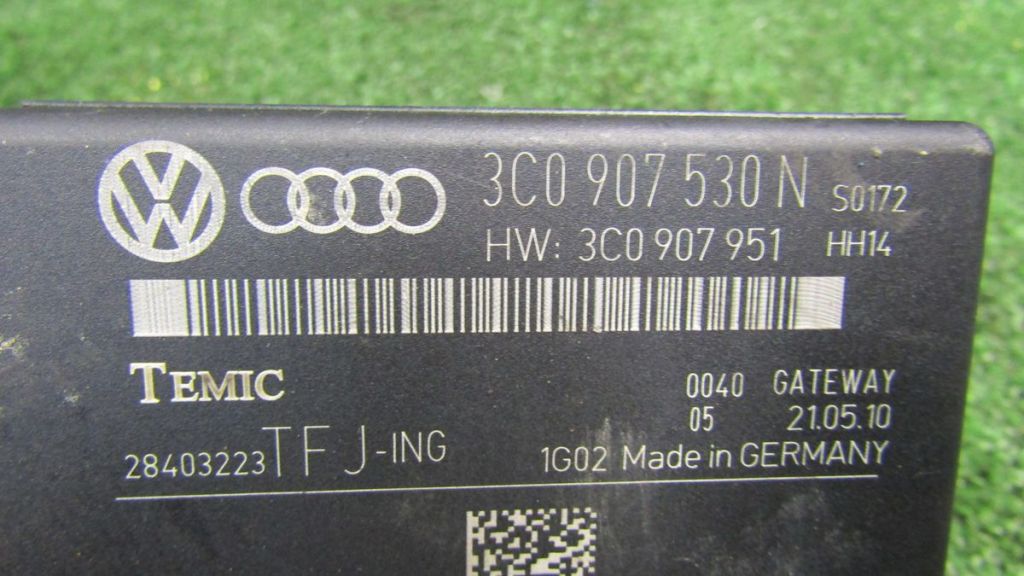 3C0 907 530 N S0172
HW: 3C0 907 951 HH14
TEMIC
0040 GATEWAY
05 21.05.10
28403223TFJ-ING
1G02 Made in GERMANY